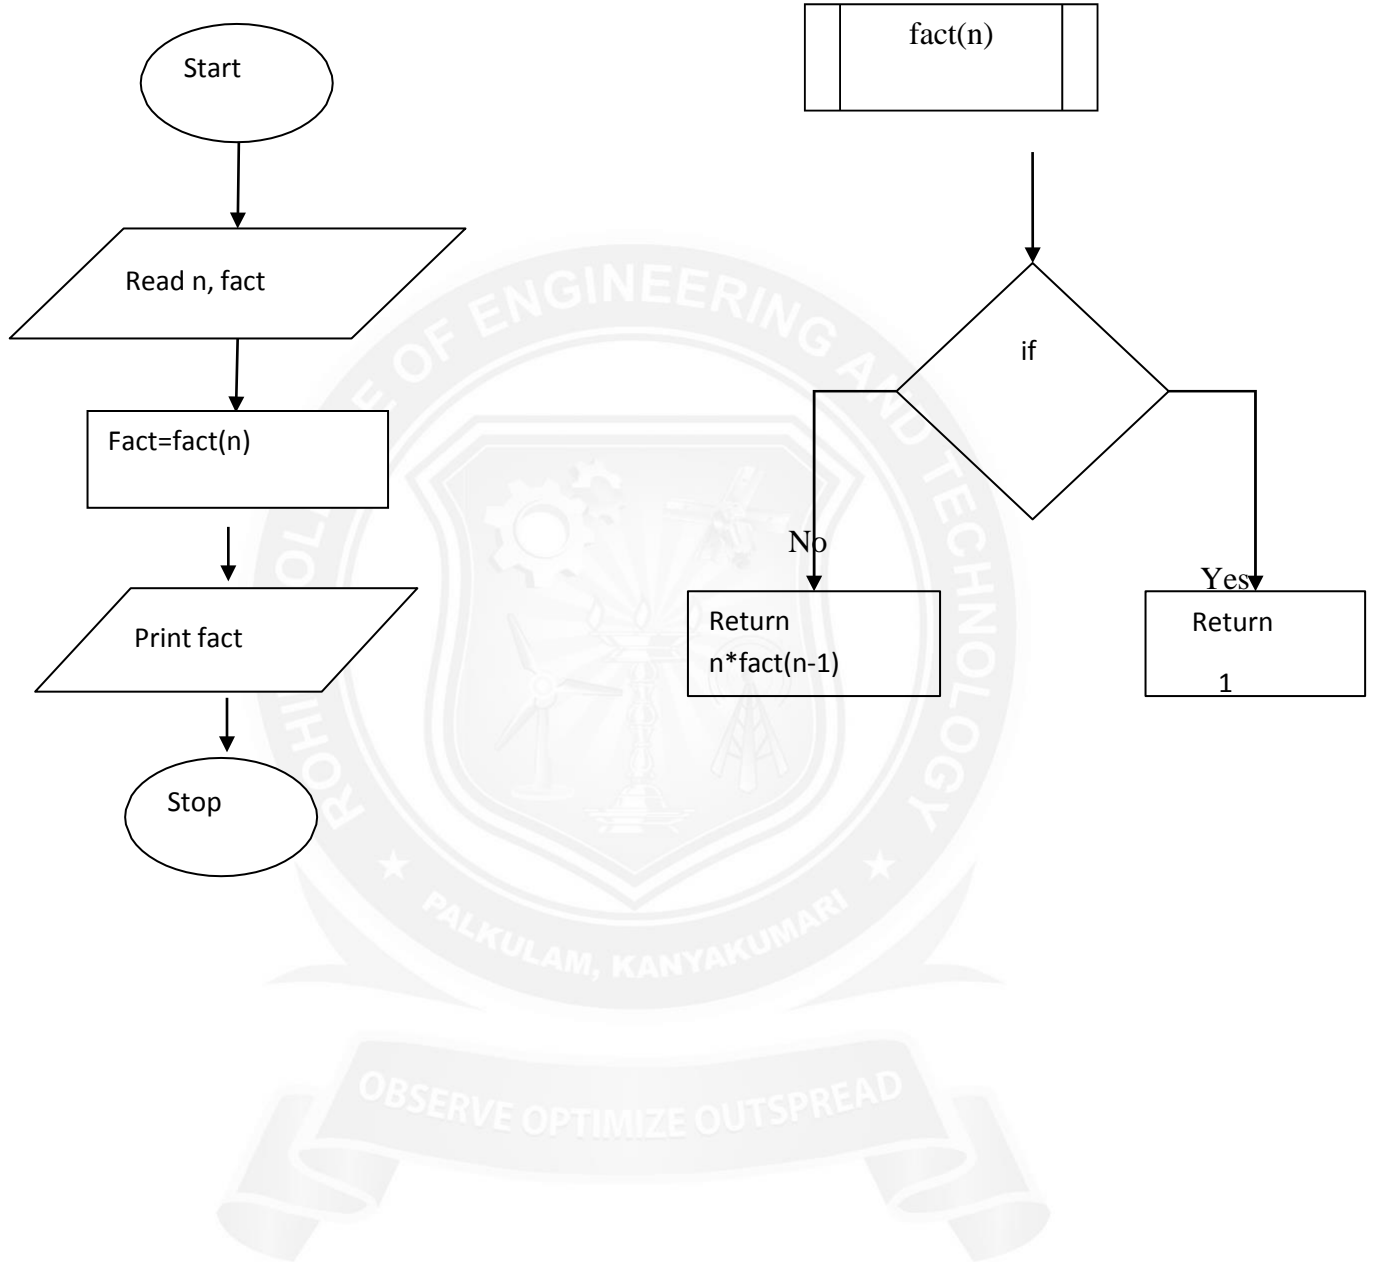 Start
Read n, fact
Fact=fact(n)
Print fact
Stop
fact(n)
if
No
Yes
Return
n*fact(n-1)
Return
1
OF ENGINEERING AND TECHNOLOGY
PALKULAM, KANYAKUMARI
OBSERVE OPTIMIZE OUTSPREAD